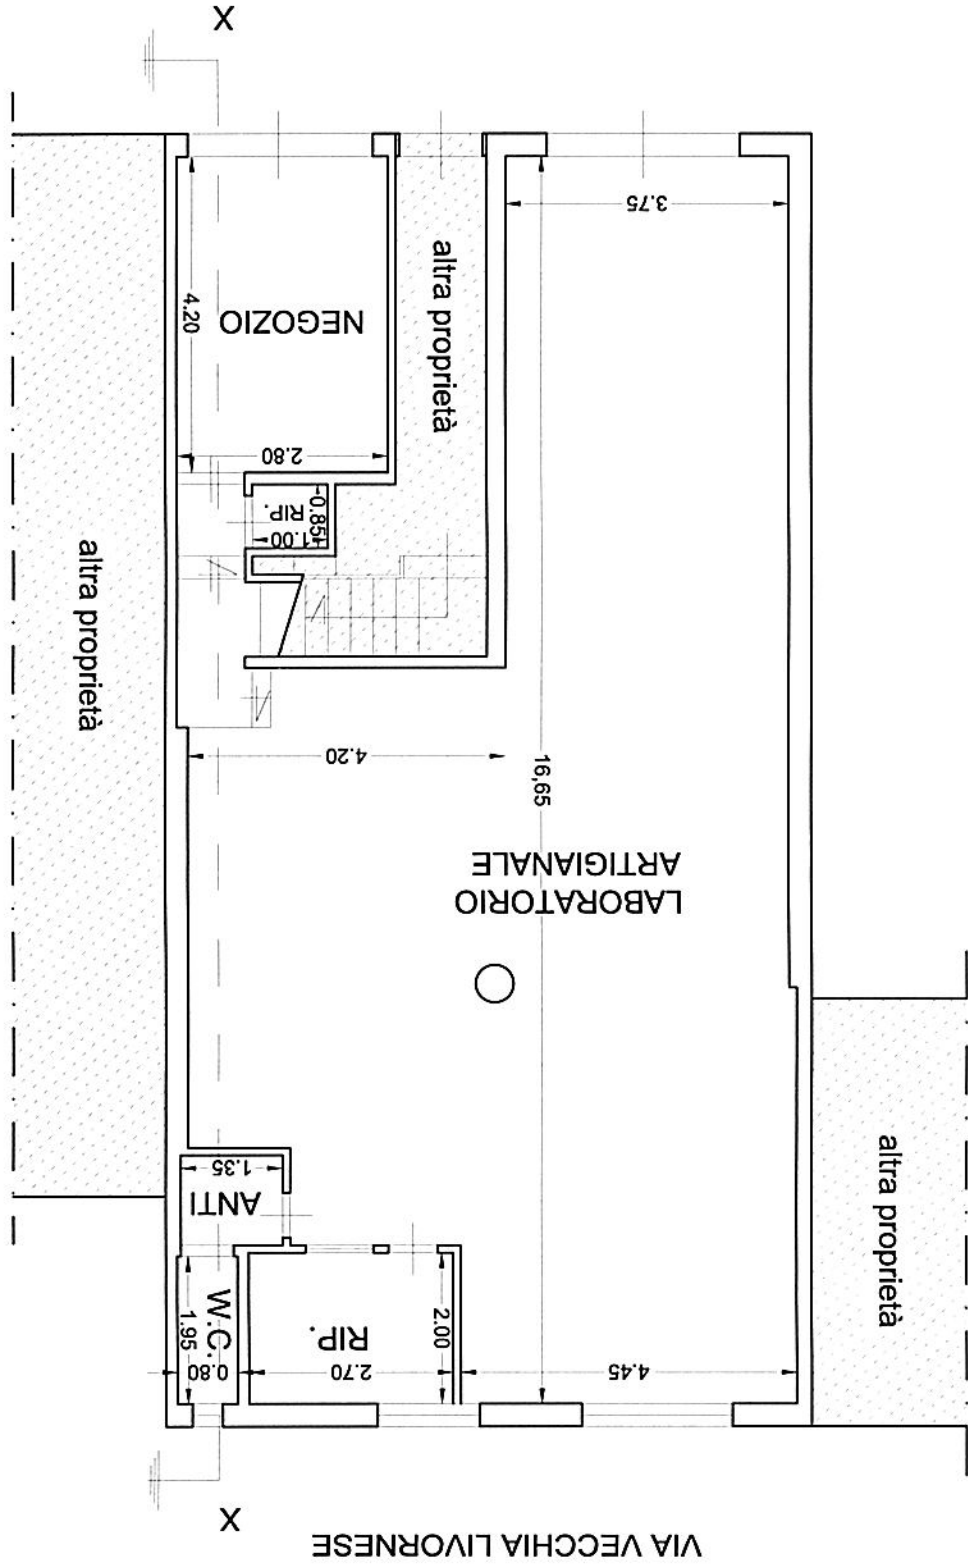 VIA VECCHIA LIVORNESE
X
4.45
2.70
0.80
RIP.
2.00
W.C.
1.95
altra proprietà
ANTI
1.35
LABORATORIO
ARTIGIANALE
16,65
4.20
altra proprietà
1.00
RIP.
0.85
2.80
NEGOZIO
4.20
altra proprietà
3.75
X